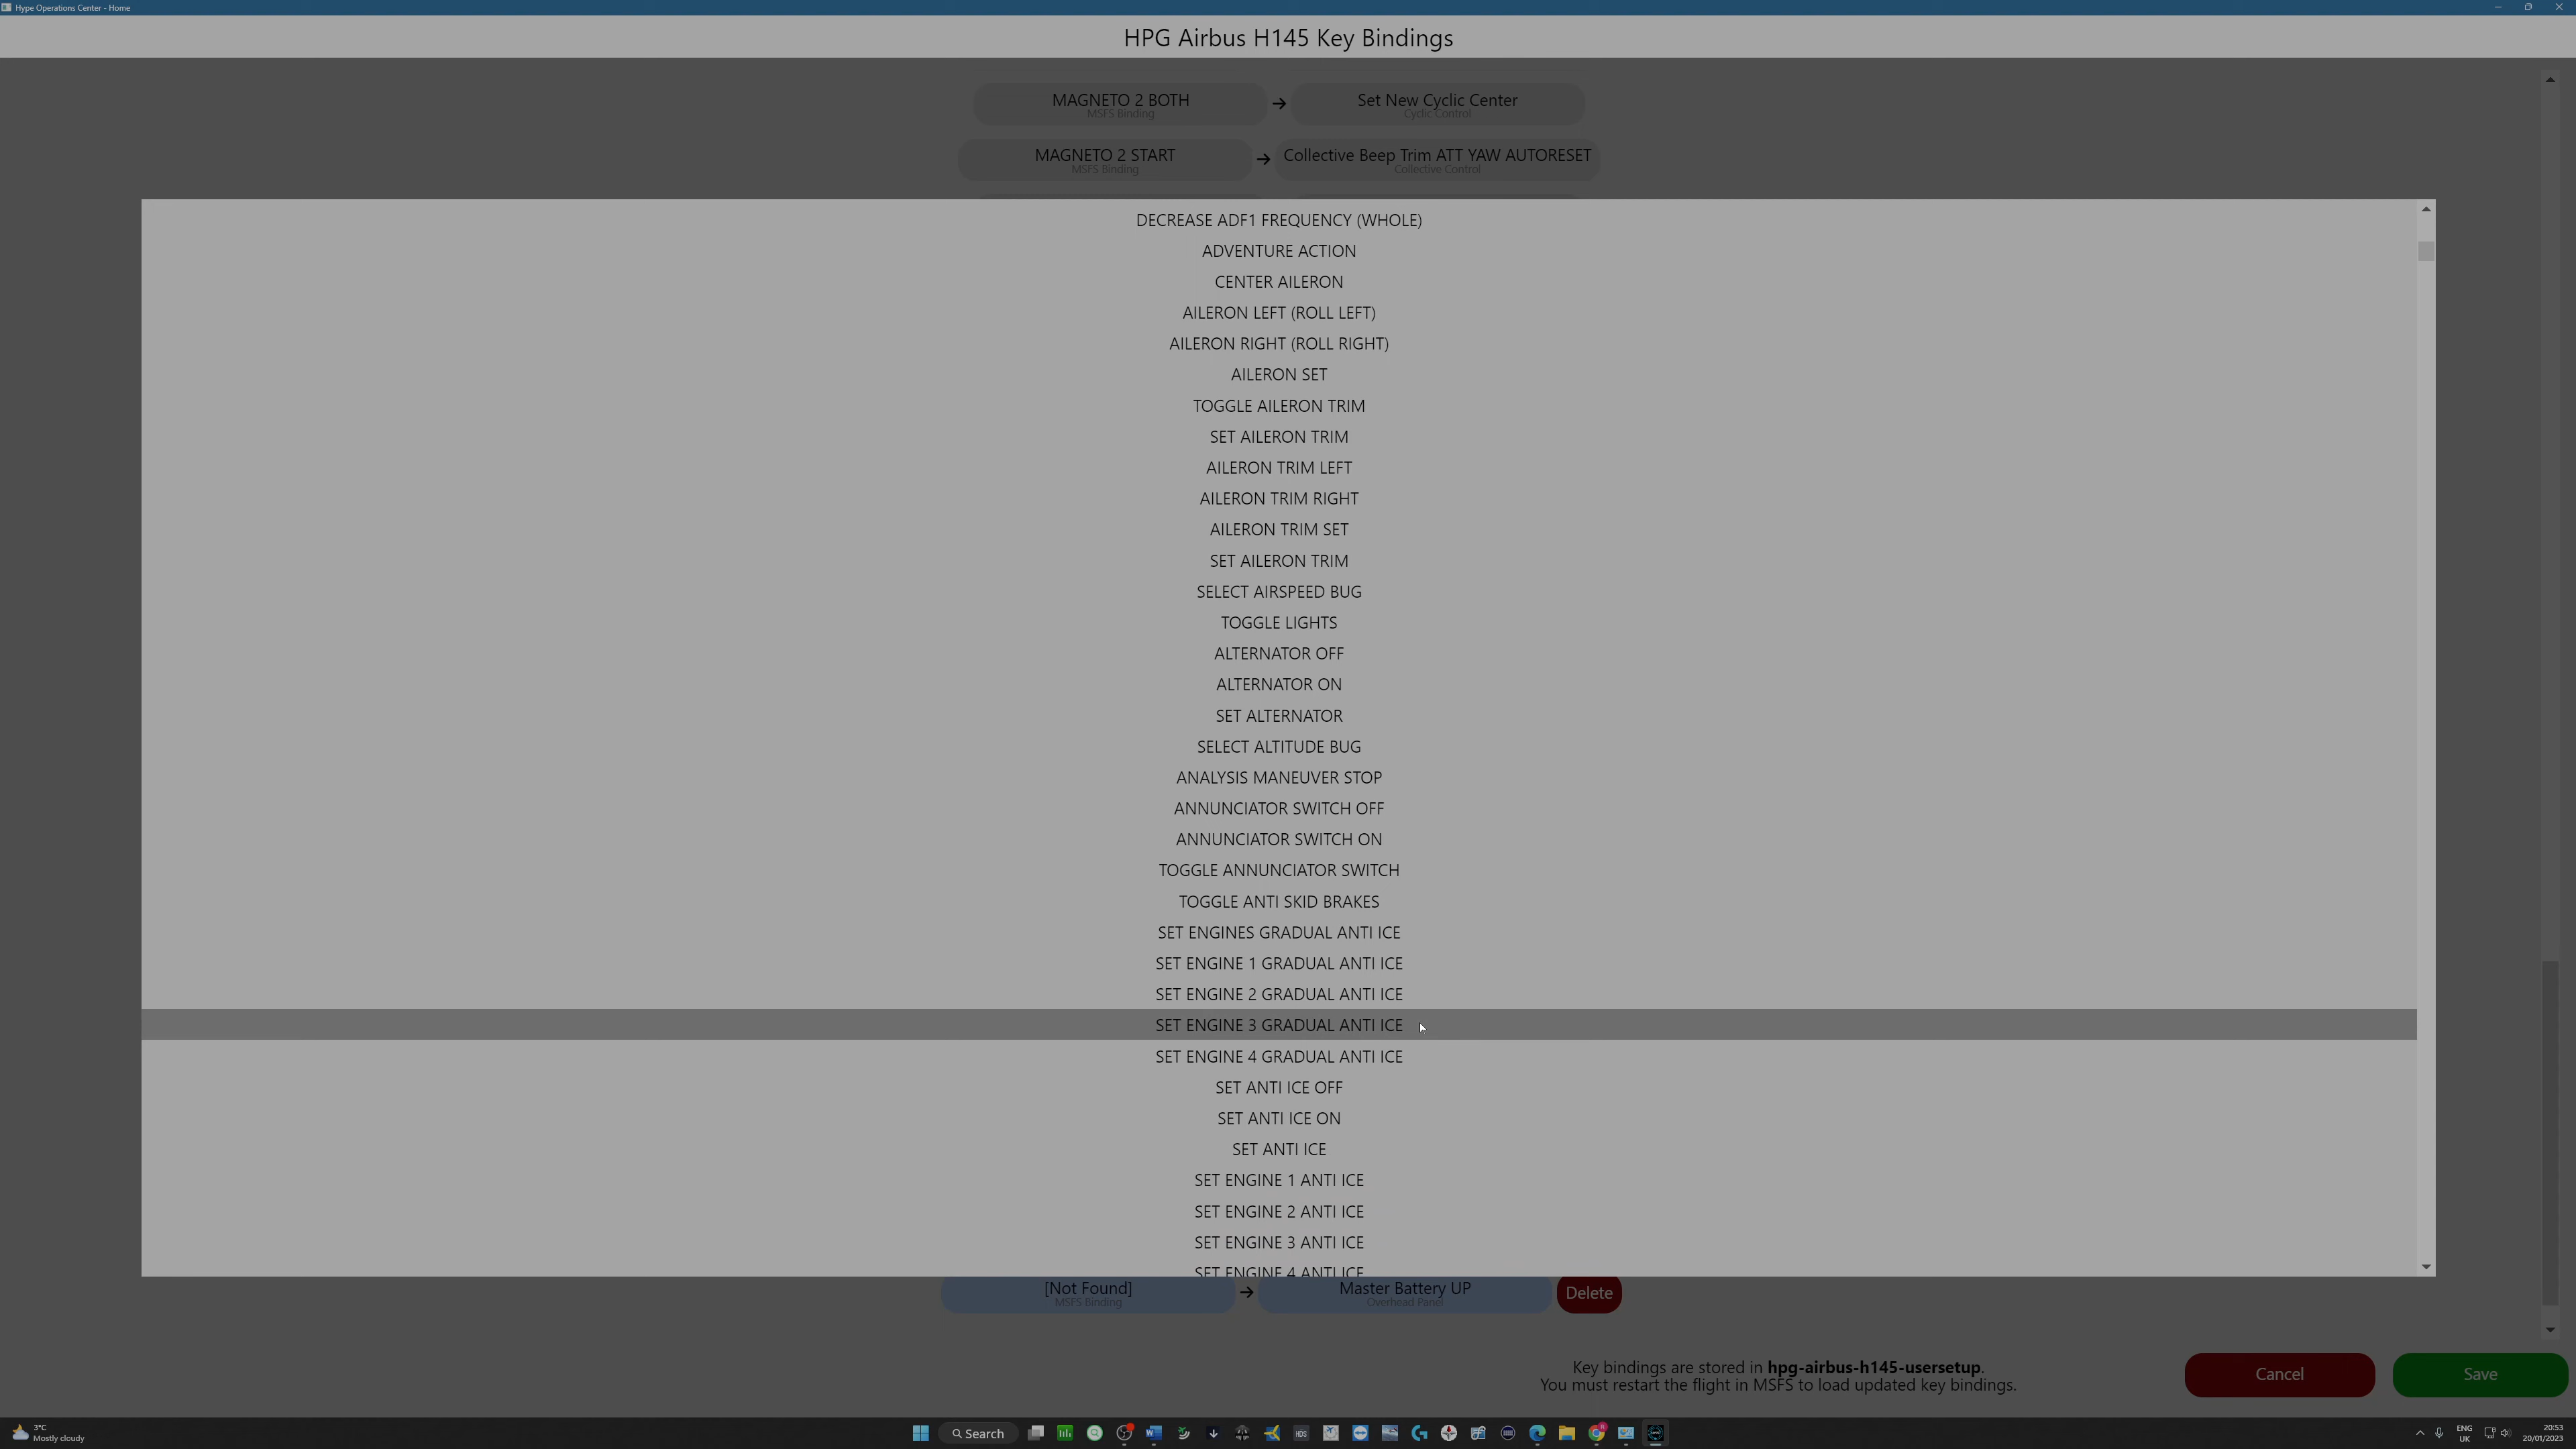 Hype Operations Center - Home
HPG Airbus H145 Key Bindings
MAGNETO 2 BOTH → Set New Cyclic Center
MSFS Binding Cyclic Control
MAGNETO 2 START → Collective Beep Trim ATT YAW AUTORESET
MSFS Binding Collective Control
DECREASE ADF1 FREQUENCY (WHOLE)
ADVENTURE ACTION
CENTER AILERON
AILERON LEFT (ROLL LEFT)
AILERON RIGHT (ROLL RIGHT)
AILERON SET
TOGGLE AILERON TRIM
SET AILERON TRIM
AILERON TRIM LEFT
AILERON TRIM RIGHT
AILERON TRIM SET
SET AILERON TRIM
SELECT AIRSPEED BUG
TOGGLE LIGHTS
ALTERNATOR OFF
ALTERNATOR ON
SET ALTERNATOR
SELECT ALTITUDE BUG
ANALYSIS MANEUVER STOP
ANNUNCIATOR SWITCH OFF
ANNUNCIATOR SWITCH ON
TOGGLE ANNUNCIATOR SWITCH
TOGGLE ANTI SKID BRAKES
SET ENGINES GRADUAL ANTI ICE
SET ENGINE 1 GRADUAL ANTI ICE
SET ENGINE 2 GRADUAL ANTI ICE
SET ENGINE 3 GRADUAL ANTI ICE
SET ENGINE 4 GRADUAL ANTI ICE
SET ANTI ICE OFF
SET ANTI ICE ON
SET ANTI ICE
SET ENGINE 1 ANTI ICE
SET ENGINE 2 ANTI ICE
SET ENGINE 3 ANTI ICE
SET ENGINE 4 ANTI ICE
[Not Found] → Master Battery UP Delete
MSFS Binding Overhead Panel
Key bindings are stored in hpg-airbus-h145-usersetup.
You must restart the flight in MSFS to load updated key bindings.
Cancel Save
3°C
Mostly cloudy
Search
HDS
ENG
UK
20:53
20/01/2023